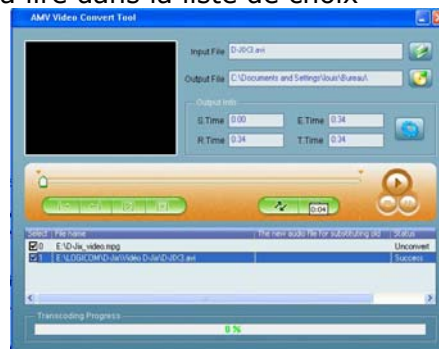 à lire dans la liste de choix
AMV Video Convert Tool
Input File D-J0X3.avi
Output File C:\Documents and Settings\louis\Bureau\
Output Info
S.Time 0.00 E.Time 0.34
R.Time 0.34 T.Time 0.34
0:04
Select File name The new audio file for substituting old Status
0 E:\D-Jix_video.mpg Unconvert
1 E:\LOGICOM\D-Jix\Video D-Jix\D-J0X3.avi Success
Transcoding Progress
0 %